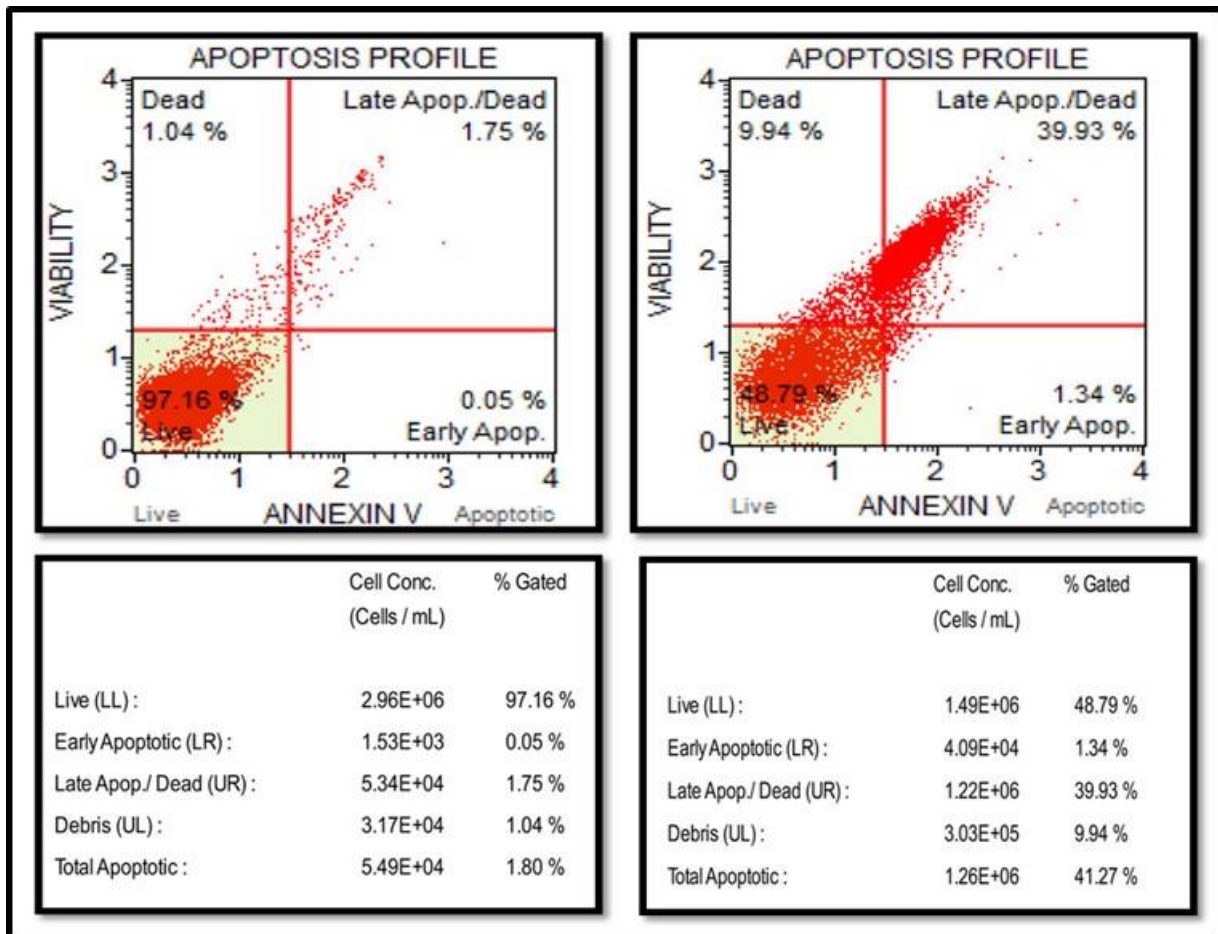 APOPTOSIS PROFILE
4
Dead
Late Apop./Dead
1.04 %
1.75 %
3
VIABILITY
2
1
97.16 %
0.05 %
Live
Early Apop.
0
0 1 2 3 4
Live ANNEXIN V Apoptotic
APOPTOSIS PROFILE
4
Dead
Late Apop./Dead
9.94 %
39.93 %
3
VIABILITY
2
1
48.79 %
1.34 %
Live
Early Apop.
0
0 1 2 3 4
Live ANNEXIN V Apoptotic
Cell Conc. % Gated
(Cells / mL)
Live (LL) : 2.96E+06 97.16 %
Early Apoptotic (LR) : 1.53E+03 0.05 %
Late Apop./ Dead (UR) : 5.34E+04 1.75 %
Debris (UL) : 3.17E+04 1.04 %
Total Apoptotic : 5.49E+04 1.80 %
Cell Conc. % Gated
(Cells / mL)
Live (LL) : 1.49E+06 48.79 %
Early Apoptotic (LR) : 4.09E+04 1.34 %
Late Apop./ Dead (UR) : 1.22E+06 39.93 %
Debris (UL) : 3.03E+05 9.94 %
Total Apoptotic : 1.26E+06 41.27 %